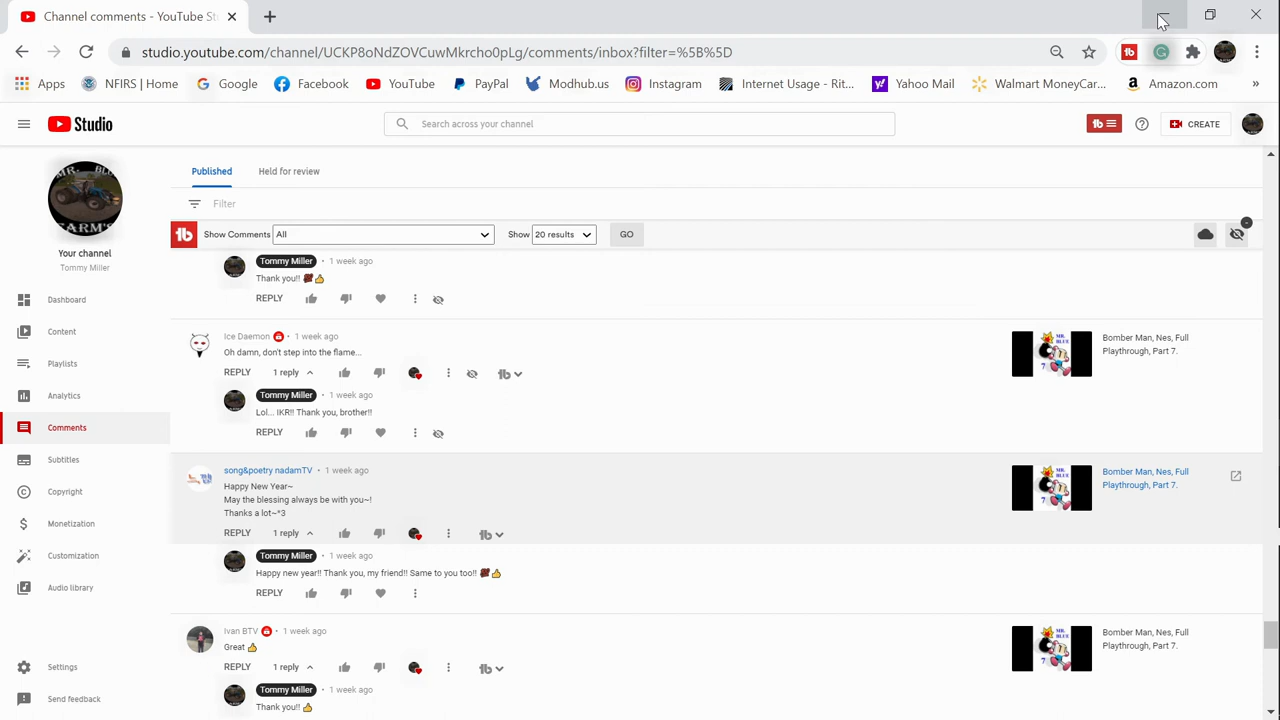 Channel comments - YouTube St
studio.youtube.com/channel/UCKP8oNdZOVCuwMkrcho0pLg/comments/inbox?filter=%5B%5D
Apps
NFIRS | Home
Google
Facebook
YouTube
PayPal
Modhub.us
Instagram
Internet Usage - Rit...
Yahoo Mail
Walmart MoneyCar...
Amazon.com
»
Studio
Search across your channel
CREATE
MR. BLUE
FARM'S
Your channel
Tommy Miller
Dashboard
Content
Playlists
Analytics
Comments
Subtitles
Copyright
Monetization
Customization
Audio library
Settings
Send feedback
Published
Held for review
Filter
Show Comments
All
Show
20 results
GO
Tommy Miller • 1 week ago
Thank you!!
REPLY
Ice Daemon • 1 week ago
Oh damn, don't step into the flame...
REPLY 1 reply
Tommy Miller • 1 week ago
Lol... IKR!! Thank you, brother!!
REPLY
Bomber Man, Nes, Full
Playthrough, Part 7.
song&poetry nadamTV • 1 week ago
Happy New Year~
May the blessing always be with you~!
Thanks a lot~^3
REPLY 1 reply
Tommy Miller • 1 week ago
Happy new year!! Thank you, my friend!! Same to you too!!
REPLY
Bomber Man, Nes, Full
Playthrough, Part 7.
Ivan BTV • 1 week ago
Great
REPLY 1 reply
Tommy Miller • 1 week ago
Thank you!!
Bomber Man, Nes, Full
Playthrough, Part 7.